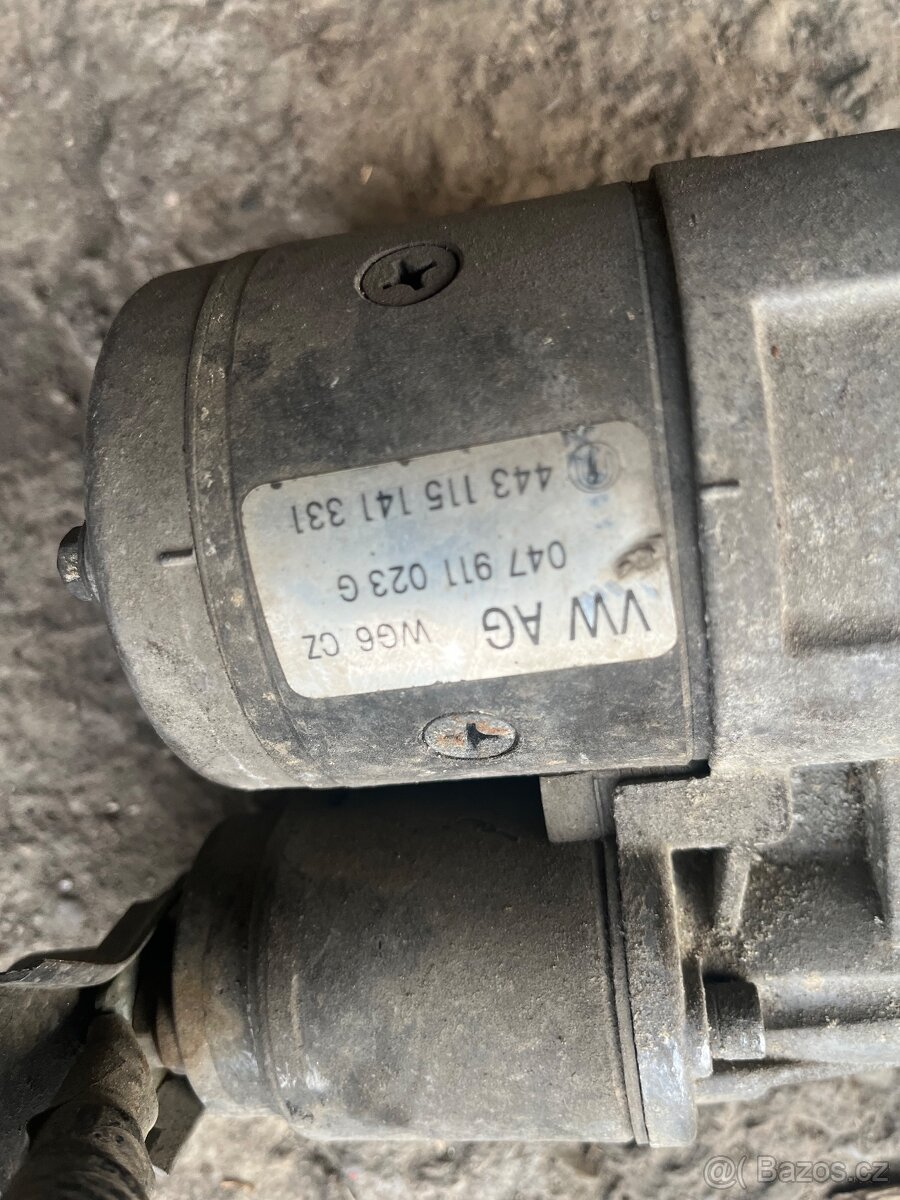 VW AG WG6 CZ
047 911 023 G
443 115 141 331
@( Bazos.cz